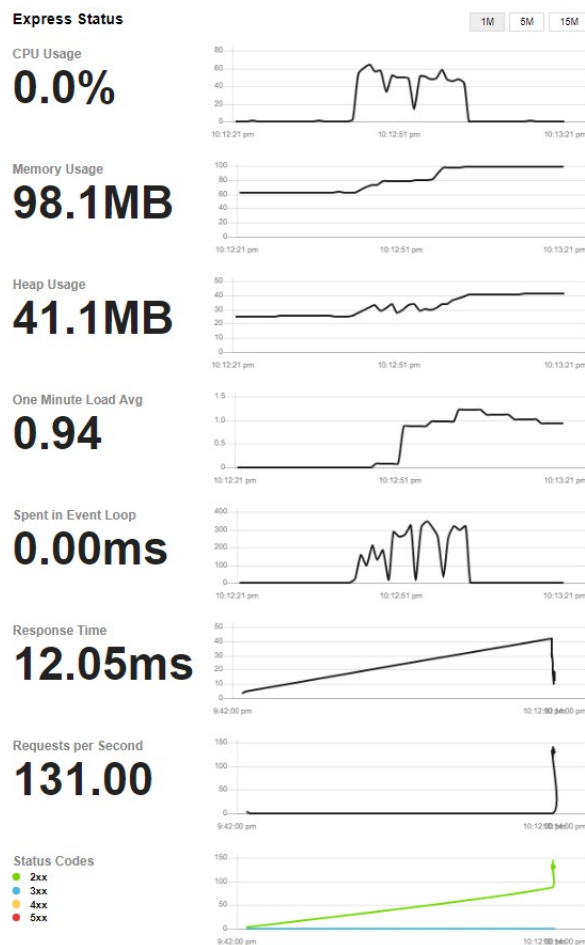 Express Status
1M 5M 15M
CPU Usage
0.0%
80
60
40
20
0
10:12:21 pm 10:12:51 pm 10:13:21 pm
Memory Usage
98.1MB
100
80
60
40
20
0
10:12:21 pm 10:12:51 pm 10:13:21 pm
Heap Usage
41.1MB
50
40
30
20
10
0
10:12:21 pm 10:12:51 pm 10:13:21 pm
One Minute Load Avg
0.94
1.5
1.0
0.5
0
10:12:21 pm 10:12:51 pm 10:13:21 pm
Spent in Event Loop
0.00ms
400
300
200
100
0
10:12:21 pm 10:12:51 pm 10:13:21 pm
Response Time
12.05ms
50
40
30
20
10
0
9:42:00 pm
Requests per Second
131.00
150
100
50
0
9:42:00 pm
Status Codes
2xx
3xx
4xx
5xx
150
100
50
0
9:42:00 pm